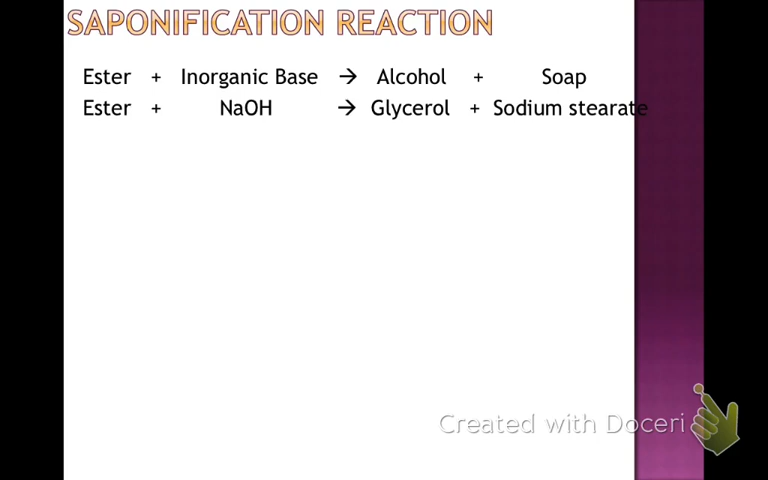 SAPONIFICATION REACTION
Ester + Inorganic Base → Alcohol + Soap
Ester + NaOH → Glycerol + Sodium stearate
Created with Doceri